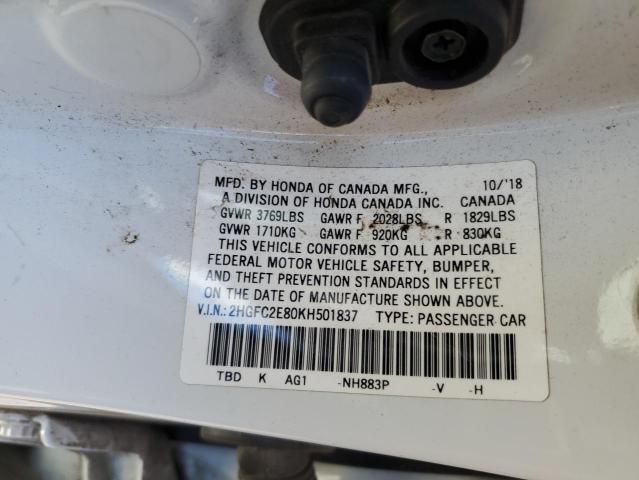 MFD. BY HONDA OF CANADA MFG., 10/'18
A DIVISION OF HONDA CANADA INC. CANADA
GVWR 3769LBS GAWR F 2028LBS R 1829LBS
GVWR 1710KG GAWR F 920KG R 830KG
THIS VEHICLE CONFORMS TO ALL APPLICABLE
FEDERAL MOTOR VEHICLE SAFETY, BUMPER,
AND THEFT PREVENTION STANDARDS IN EFFECT
ON THE DATE OF MANUFACTURE SHOWN ABOVE.
V.I.N.: 2HGFC2E80KH501837 TYPE: PASSENGER CAR
TBD K AG1 -NH883P -V -H